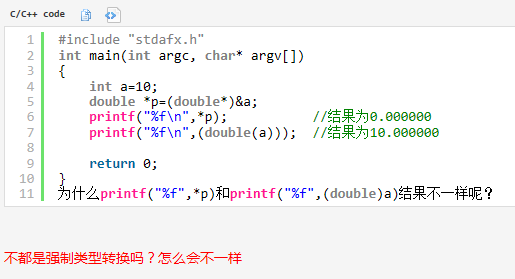 C/C++ code
1 #include "stdafx.h"
2 int main(int argc, char* argv[])
3 {
4 int a=10;
5 double *p=(double*)&a;
6 printf("%f\n",*p); //结果为0.000000
7 printf("%f\n",(double(a))); //结果为10.000000
8
9 return 0;
10 }
11 为什么printf("%f",*p)和printf("%f",(double)a)结果不一样呢？
不都是强制类型转换吗？怎么会不一样